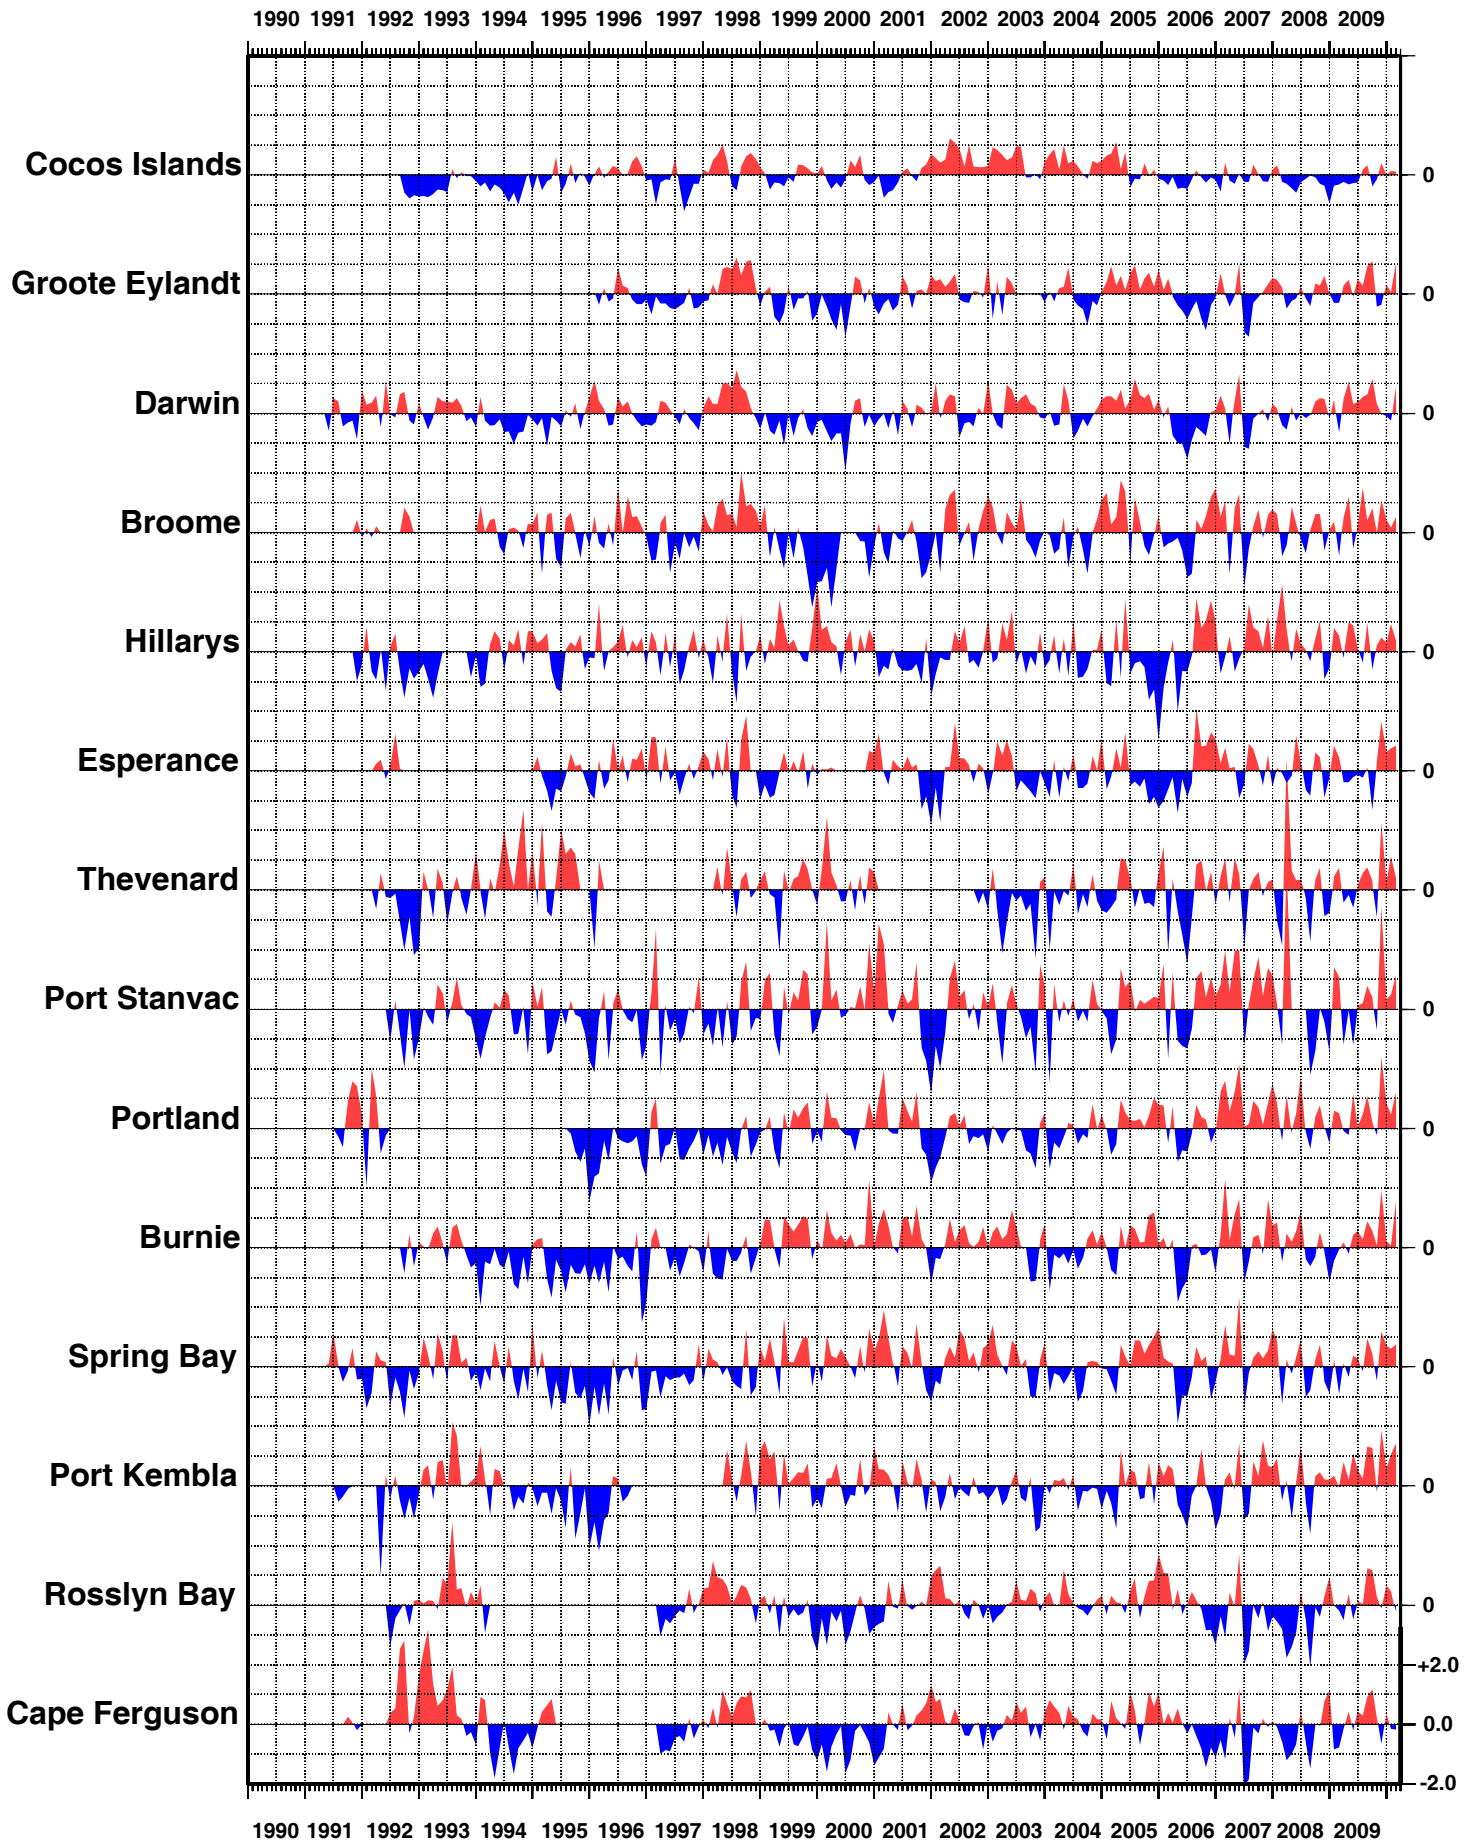 1990 1991 1992 1993 1994 1995 1996 1997 1998 1999 2000 2001 2002 2003 2004 2005 2006 2007 2008 2009
Cocos Islands 0
Groote Eylandt 0
Darwin 0
Broome 0
Hillarys 0
Esperance 0
Thevenard 0
Port Stanvac 0
Portland 0
Burnie 0
Spring Bay 0
Port Kembla 0
Rosslyn Bay 0
+2.0
Cape Ferguson 0.0
-2.0
1990 1991 1992 1993 1994 1995 1996 1997 1998 1999 2000 2001 2002 2003 2004 2005 2006 2007 2008 2009